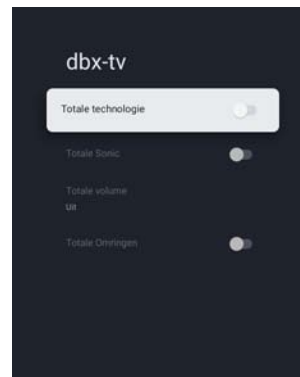 dbx-tv
Totale technologie
Totale Sonic
Totale volume
Uit
Totale Omringen